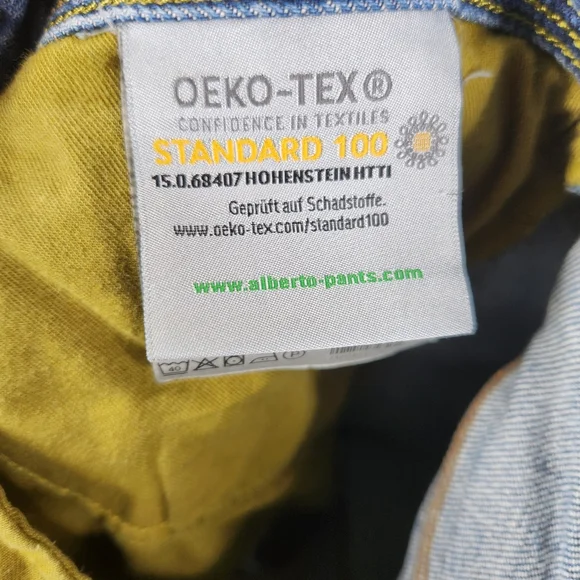 OEKO-TEX®
CONFIDENCE IN TEXTILES
STANDARD 100
15.0.68407 HOHENSTEIN HTTI
Geprüft auf Schadstoffe.
www.oeko-tex.com/standard100
www.alberto-pants.com
40 P